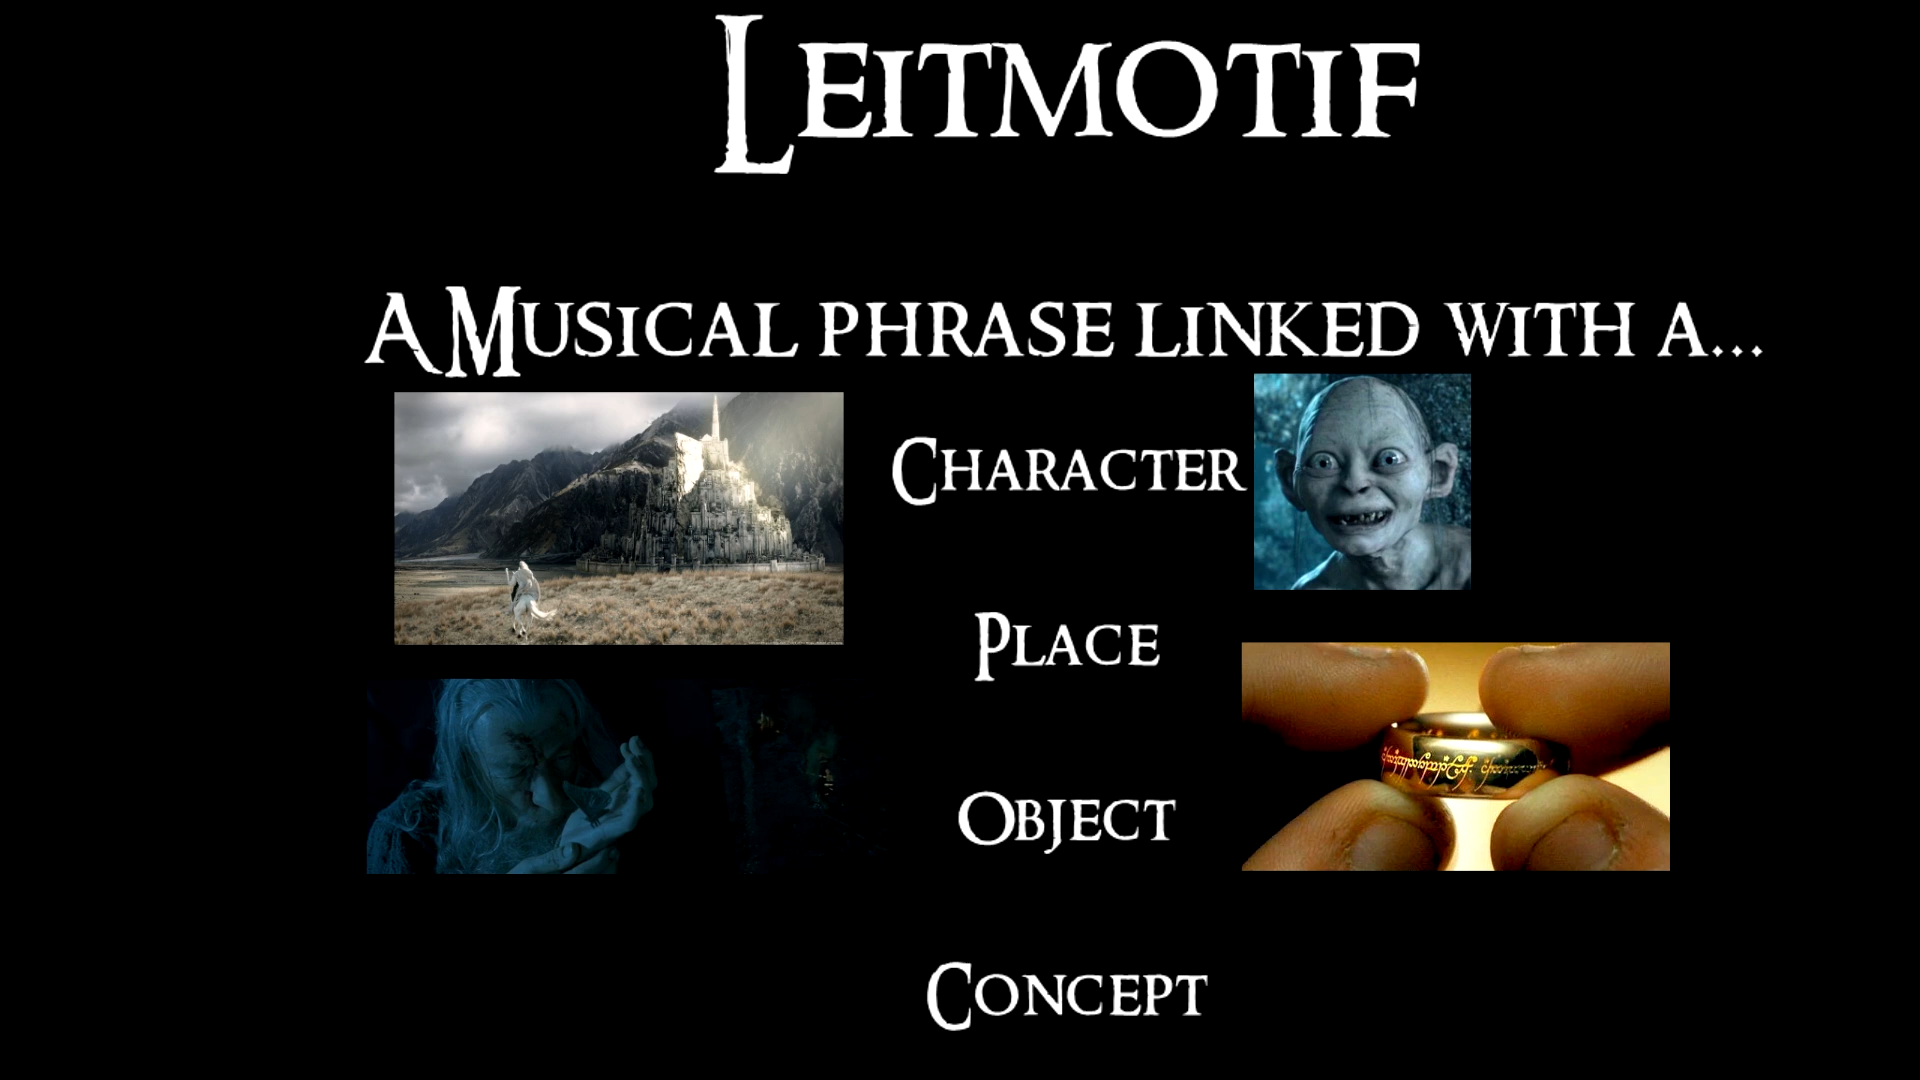 Leitmotif
A Musical phrase linked with a...
Character
Place
Object
Concept